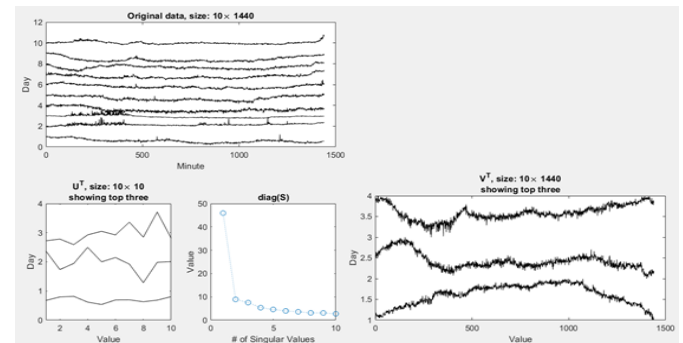 Original data, size: 10× 1440
12
10
8
6
4
2
0
Day
0 500 1000 1500
Minute
U^T, size: 10× 10
showing top three
4
3
2
1
0
Day
2 4 6 8 10
Value
diag(S)
50
40
30
20
10
0
Value
0 5 10
# of Singular Values
V^T, size: 10× 1440
showing top three
4
3.5
3
2.5
2
1.5
1
Day
0 500 1000 1500
Value